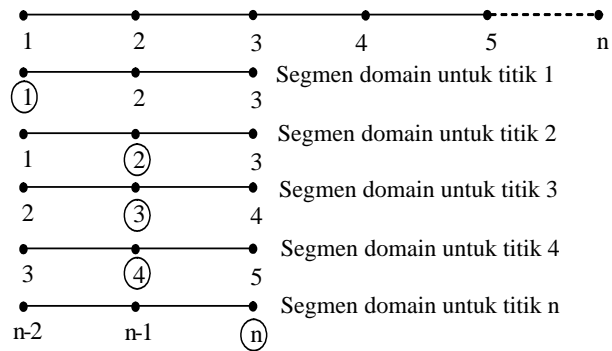 1 2 3 4 5 n
Segmen domain untuk titik 1
1 2 3
Segmen domain untuk titik 2
1 2 3
Segmen domain untuk titik 3
2 3 4
Segmen domain untuk titik 4
3 4 5
Segmen domain untuk titik n
n-2 n-1 n